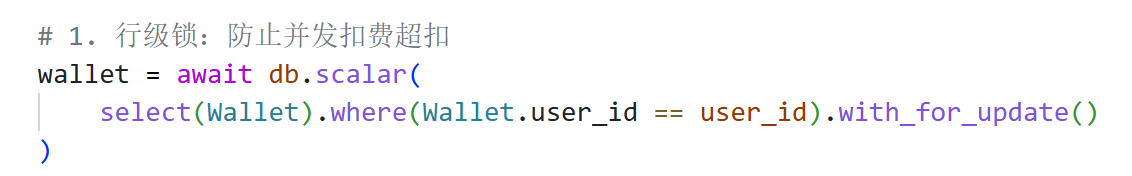 # 1. 行级锁：防止并发扣费超扣
wallet = await db.scalar(
    select(Wallet).where(Wallet.user_id == user_id).with_for_update()
)